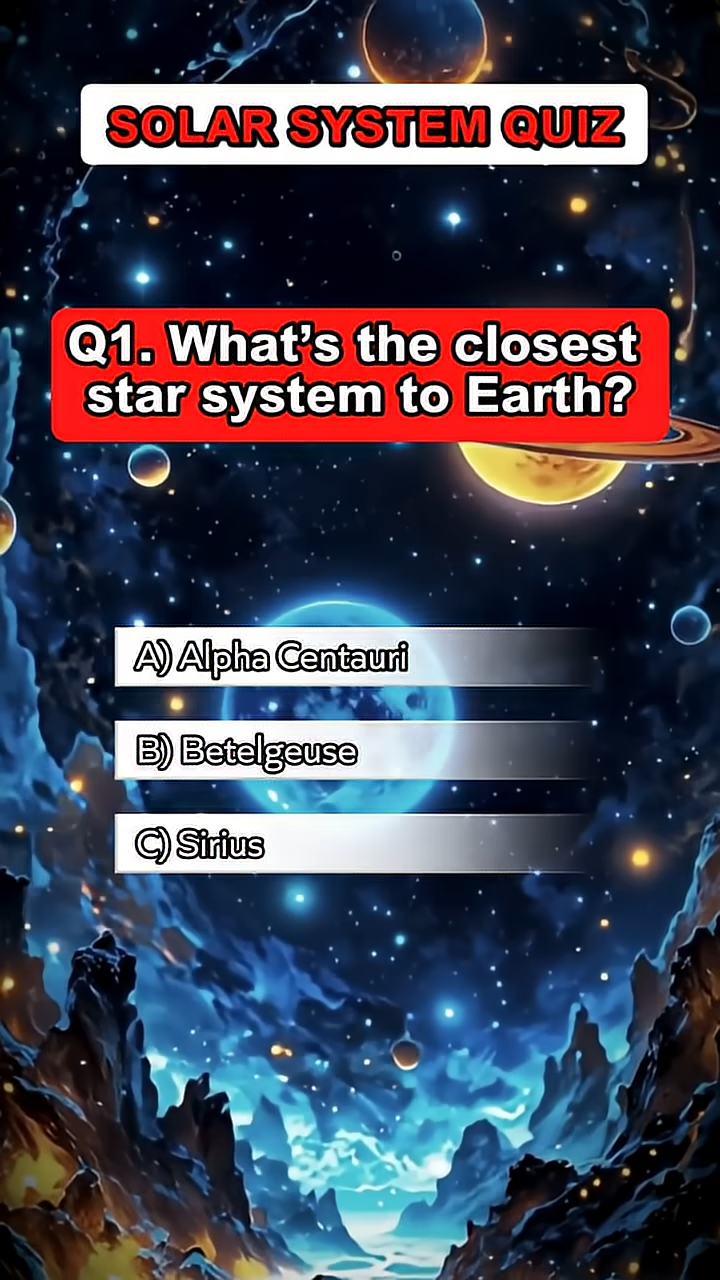 SOLAR SYSTEM QUIZ
Q1. What’s the closest
star system to Earth?
A) Alpha Centauri
B) Betelgeuse
C) Sirius